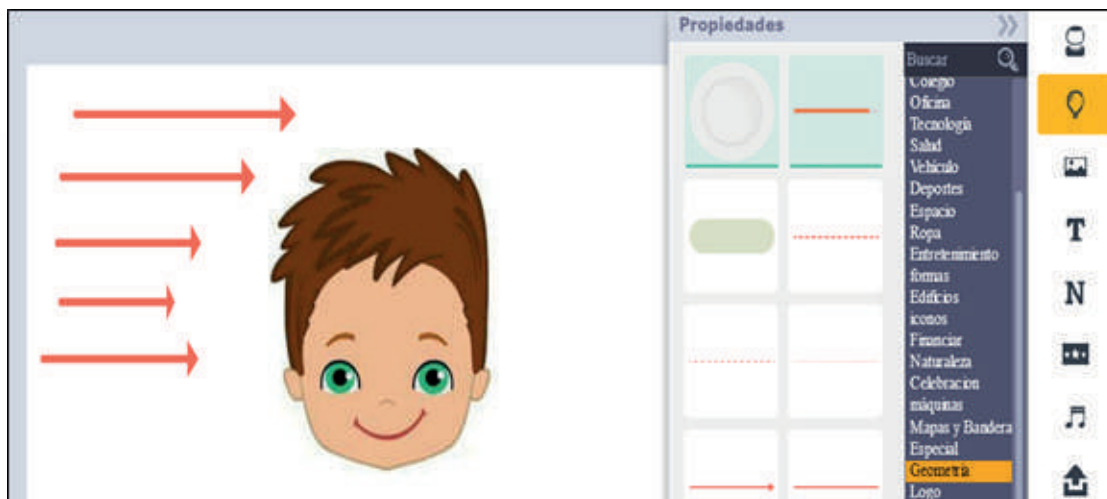 Propiedades
Buscar
Colegio
Oficina
Tecnología
Salud
Vehículo
Deportes
Espacio
Ropa
Entretenimiento
formas
Edificios
iconos
Financiar
Naturaleza
Celebracion
máquinas
Mapas y Bandera
Especial
Geometría
Logo
T
N